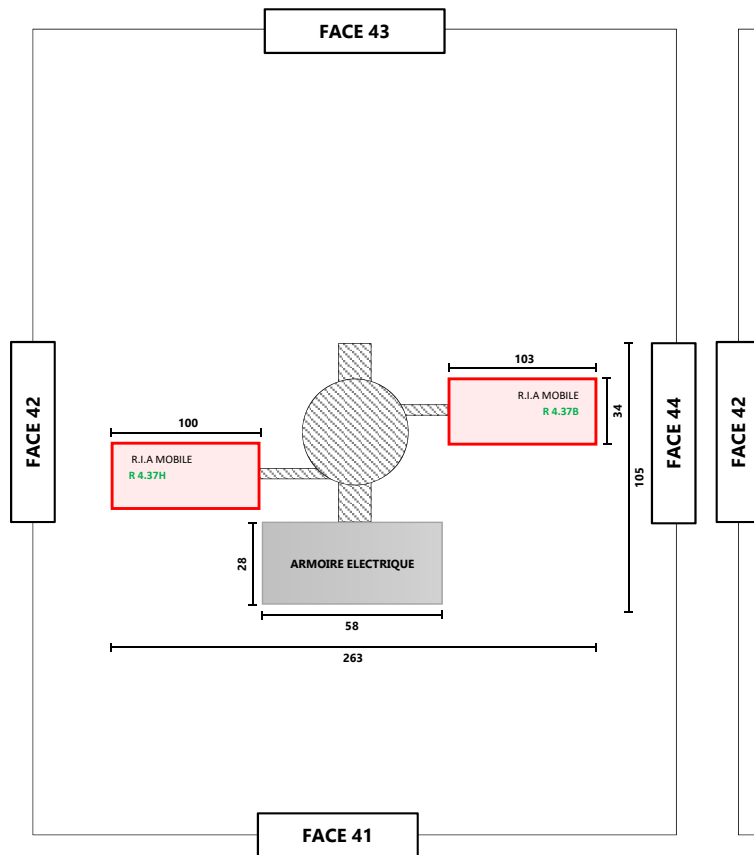 FACE 43
FACE 42
FACE 44
FACE 42
103
R.I.A MOBILE
R 4.37B
34
105
100
R.I.A MOBILE
R 4.37H
ARMOIRE ELECTRIQUE
28
58
263
FACE 41